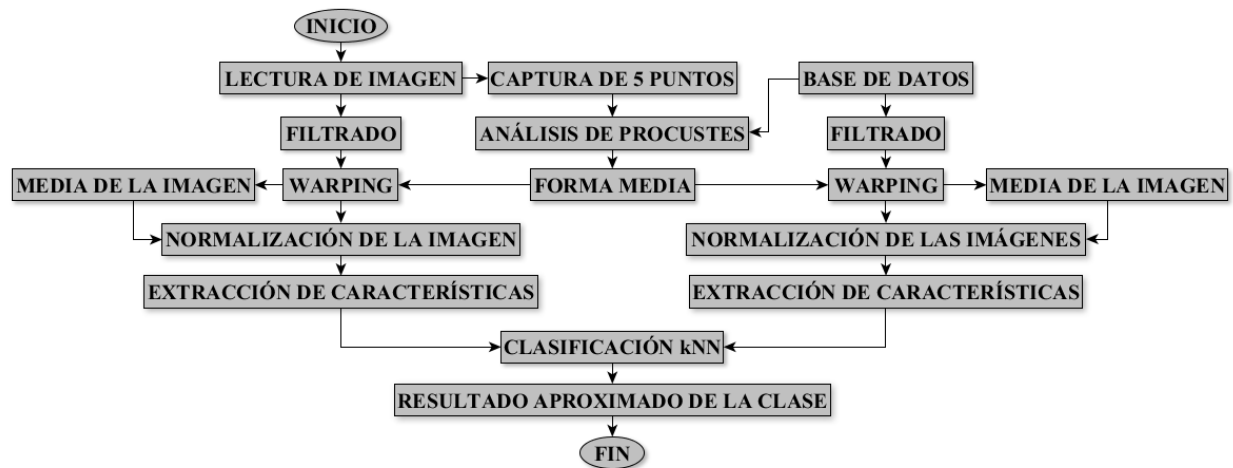 INICIO
LECTURA DE IMAGEN
CAPTURA DE 5 PUNTOS
BASE DE DATOS
FILTRADO
ANÁLISIS DE PROCUSTES
FILTRADO
MEDIA DE LA IMAGEN
WARPING
FORMA MEDIA
WARPING
MEDIA DE LA IMAGEN
NORMALIZACIÓN DE LA IMAGEN
NORMALIZACIÓN DE LAS IMÁGENES
EXTRACCIÓN DE CARACTERÍSTICAS
EXTRACCIÓN DE CARACTERÍSTICAS
CLASIFICACIÓN kNN
RESULTADO APROXIMADO DE LA CLASE
FIN